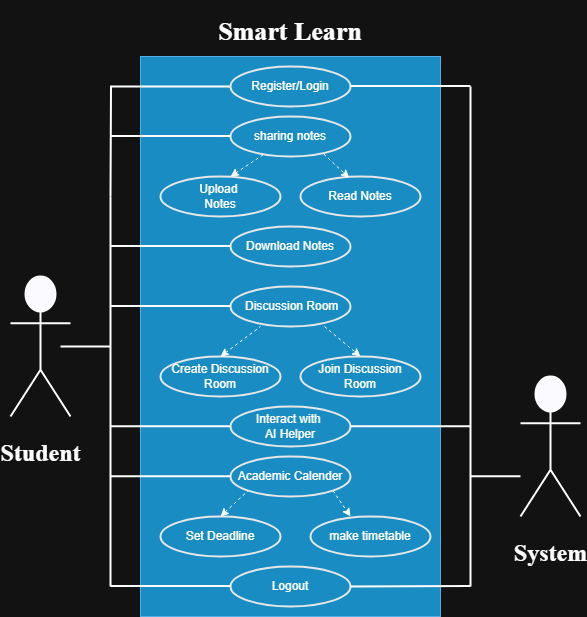 Smart Learn
Register/Login
sharing notes
Upload
Notes
Read Notes
Download Notes
Discussion Room
Create Discussion
Room
Join Discussion
Room
Interact with
AI Helper
Student
Academic Calender
Set Deadline
make timetable
System
Logout